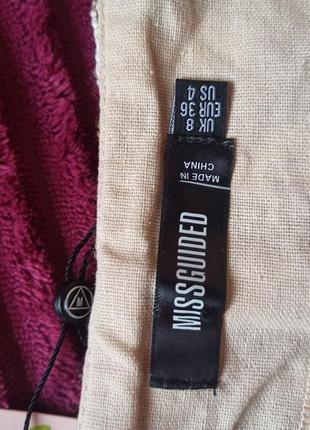 UK 8
EUR 36
US 4
MISSGUIDED
MADE IN
CHINA
M